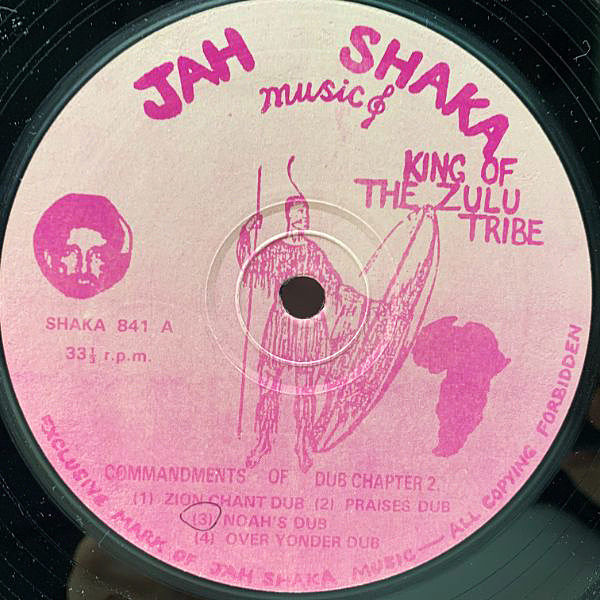 JAH SHAKA
music
KING OF
THE ZULU
TRIBE
SHAKA 841 A
33⅓ r.p.m.
COMMANDMENTS OF DUB CHAPTER 2.
(1) ZION CHANT DUB (2) PRAISES DUB
(3) NOAH'S DUB
(4) OVER YONDER DUB
EXCLUSIVE MARK OF JAH SHAKA MUSIC — ALL COPYING FORBIDDEN